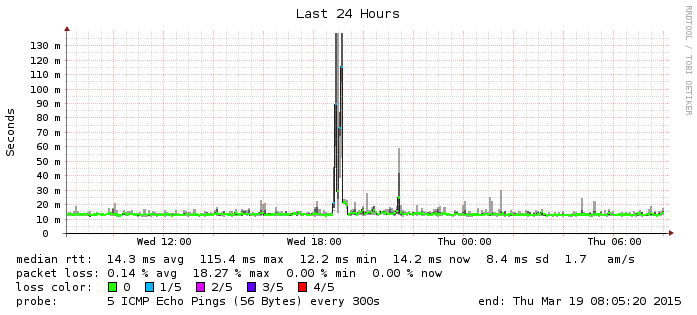 Last 24 Hours
RRDTOOL / TOBI OETIKER
Seconds
130 m
120 m
110 m
100 m
90 m
80 m
70 m
60 m
50 m
40 m
30 m
20 m
10 m
0
Wed 12:00 Wed 18:00 Thu 00:00 Thu 06:00
median rtt: 14.3 ms avg 115.4 ms max 12.2 ms min 14.2 ms now 8.4 ms sd 1.7 am/s
packet loss: 0.14 % avg 18.27 % max 0.00 % min 0.00 % now
loss color: 0 1/5 2/5 3/5 4/5
probe: 5 ICMP Echo Pings (56 Bytes) every 300s end: Thu Mar 19 08:05:20 2015